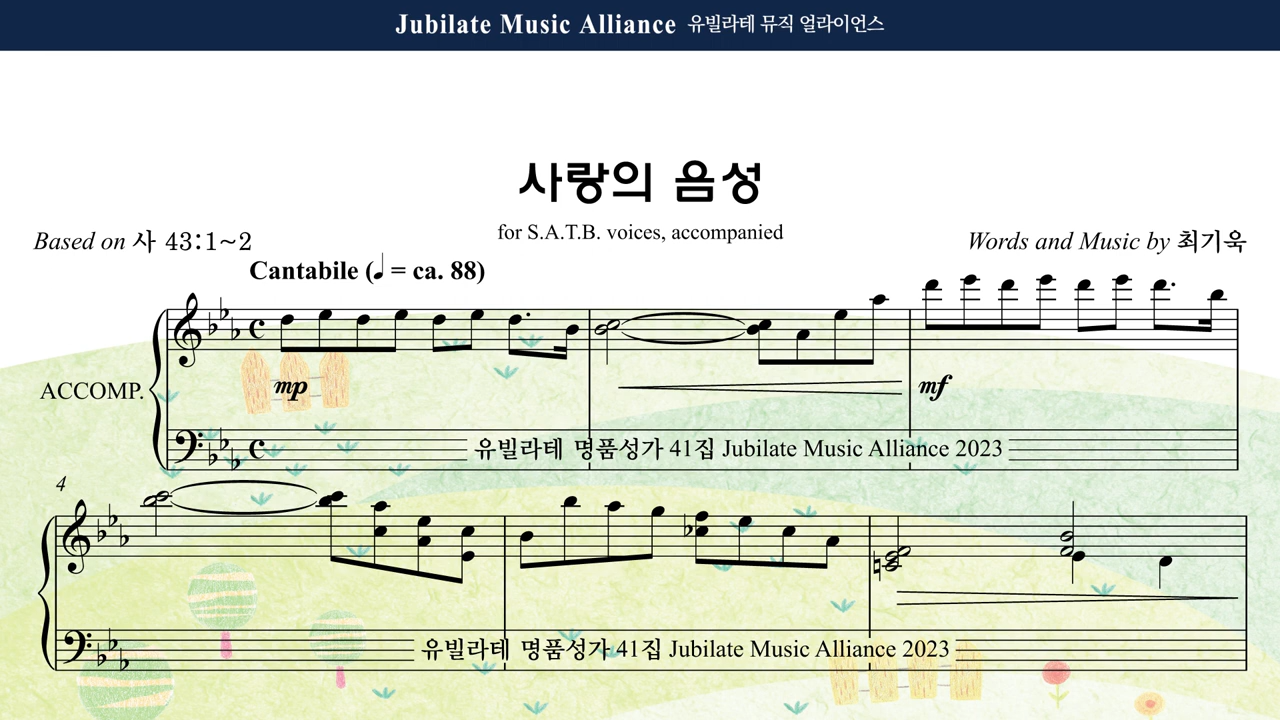 Jubilate Music Alliance 유빌라테 뮤직 얼라이언스
사랑의 음성
for S.A.T.B. voices, accompanied
Based on 사 43:1~2
Words and Music by 최기욱
Cantabile (♩ = ca. 88)
ACCOMP.
mp
mf
유빌라테 명품성가 41집 Jubilate Music Alliance 2023
4
유빌라테 명품성가 41집 Jubilate Music Alliance 2023